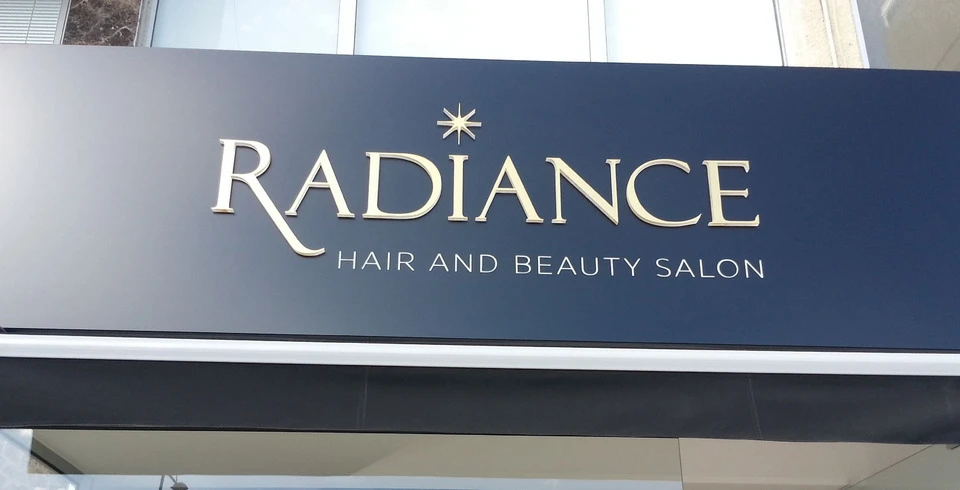 RADIANCE
HAIR AND BEAUTY SALON